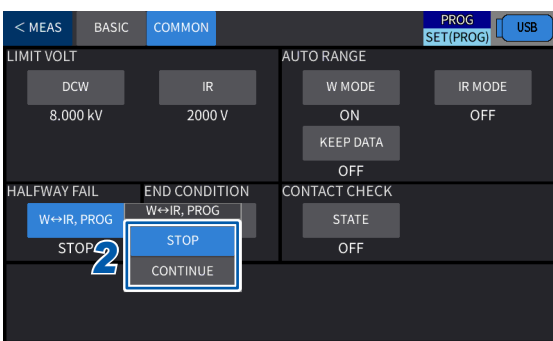 < MEAS BASIC COMMON PROG SET(PROG) USB
LIMIT VOLT
DCW IR
8.000 kV 2000 V
AUTO RANGE
W MODE IR MODE
ON OFF
KEEP DATA
OFF
HALFWAY FAIL
W↔IR, PROG
STOP
END CONDITION
W↔IR, PROG
STOP
CONTINUE
2
CONTACT CHECK
STATE
OFF